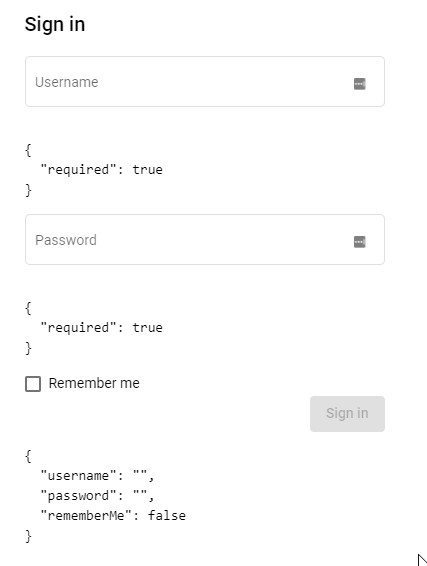 Sign in
Username
{
  "required": true
}
Password
{
  "required": true
}
Remember me
Sign in
{
  "username": "",
  "password": "",
  "rememberMe": false
}